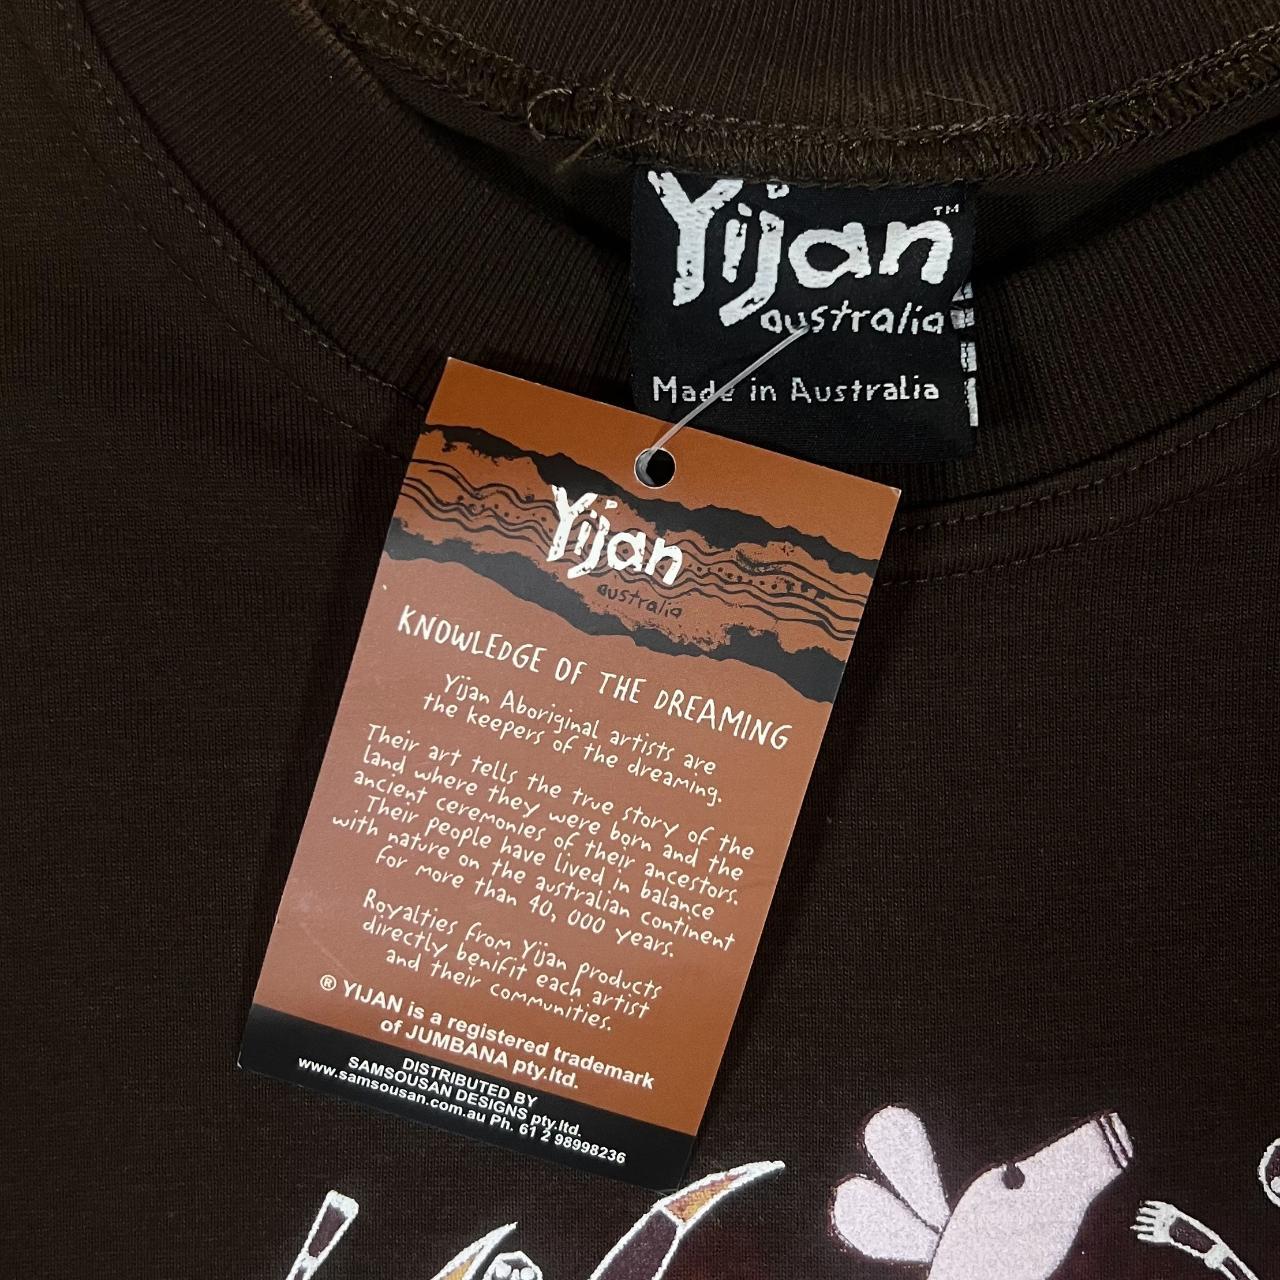 Yijan™
australia
Made in Australia
Yijan
australia
KNOWLEDGE OF THE DREAMING
Yijan Aboriginal artists are
the keepers of the dreaming.
Their art tells the true story of the
land where they were born and the
ancient ceremonies of their ancestors.
Their people have lived in balance
with nature on the australian continent
for more than 40, 000 years.
Royalties from Yijan products
directly benifit each artist
and their communities.
® YIJAN is a registered trademark
of JUMBANA pty.ltd.
DISTRIBUTED BY
SAMSOUSAN DESIGNS pty.ltd.
www.samsousan.com.au Ph. 61 2 98998236